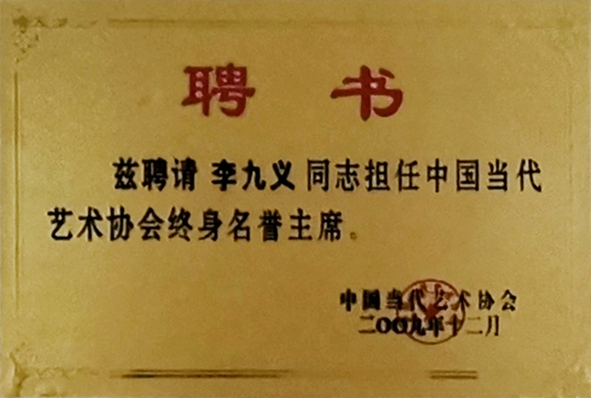 聘 书
兹聘请 李九义 同志担任中国当代
艺术协会终身名誉主席。
中国当代艺术协会
二〇〇九年十二月